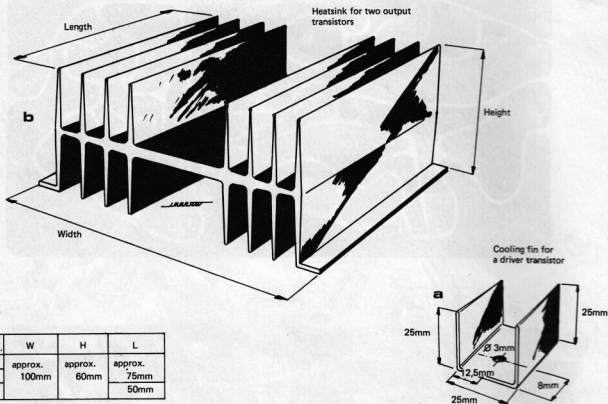 Heatsink for two output
transistors
Length
b
Height
Width
Cooling fin for
a driver transistor
a
25mm
25mm
Ø 3mm
12,5mm
8mm
25mm
W H L
approx. approx. approx.
100mm 60mm 75mm
50mm